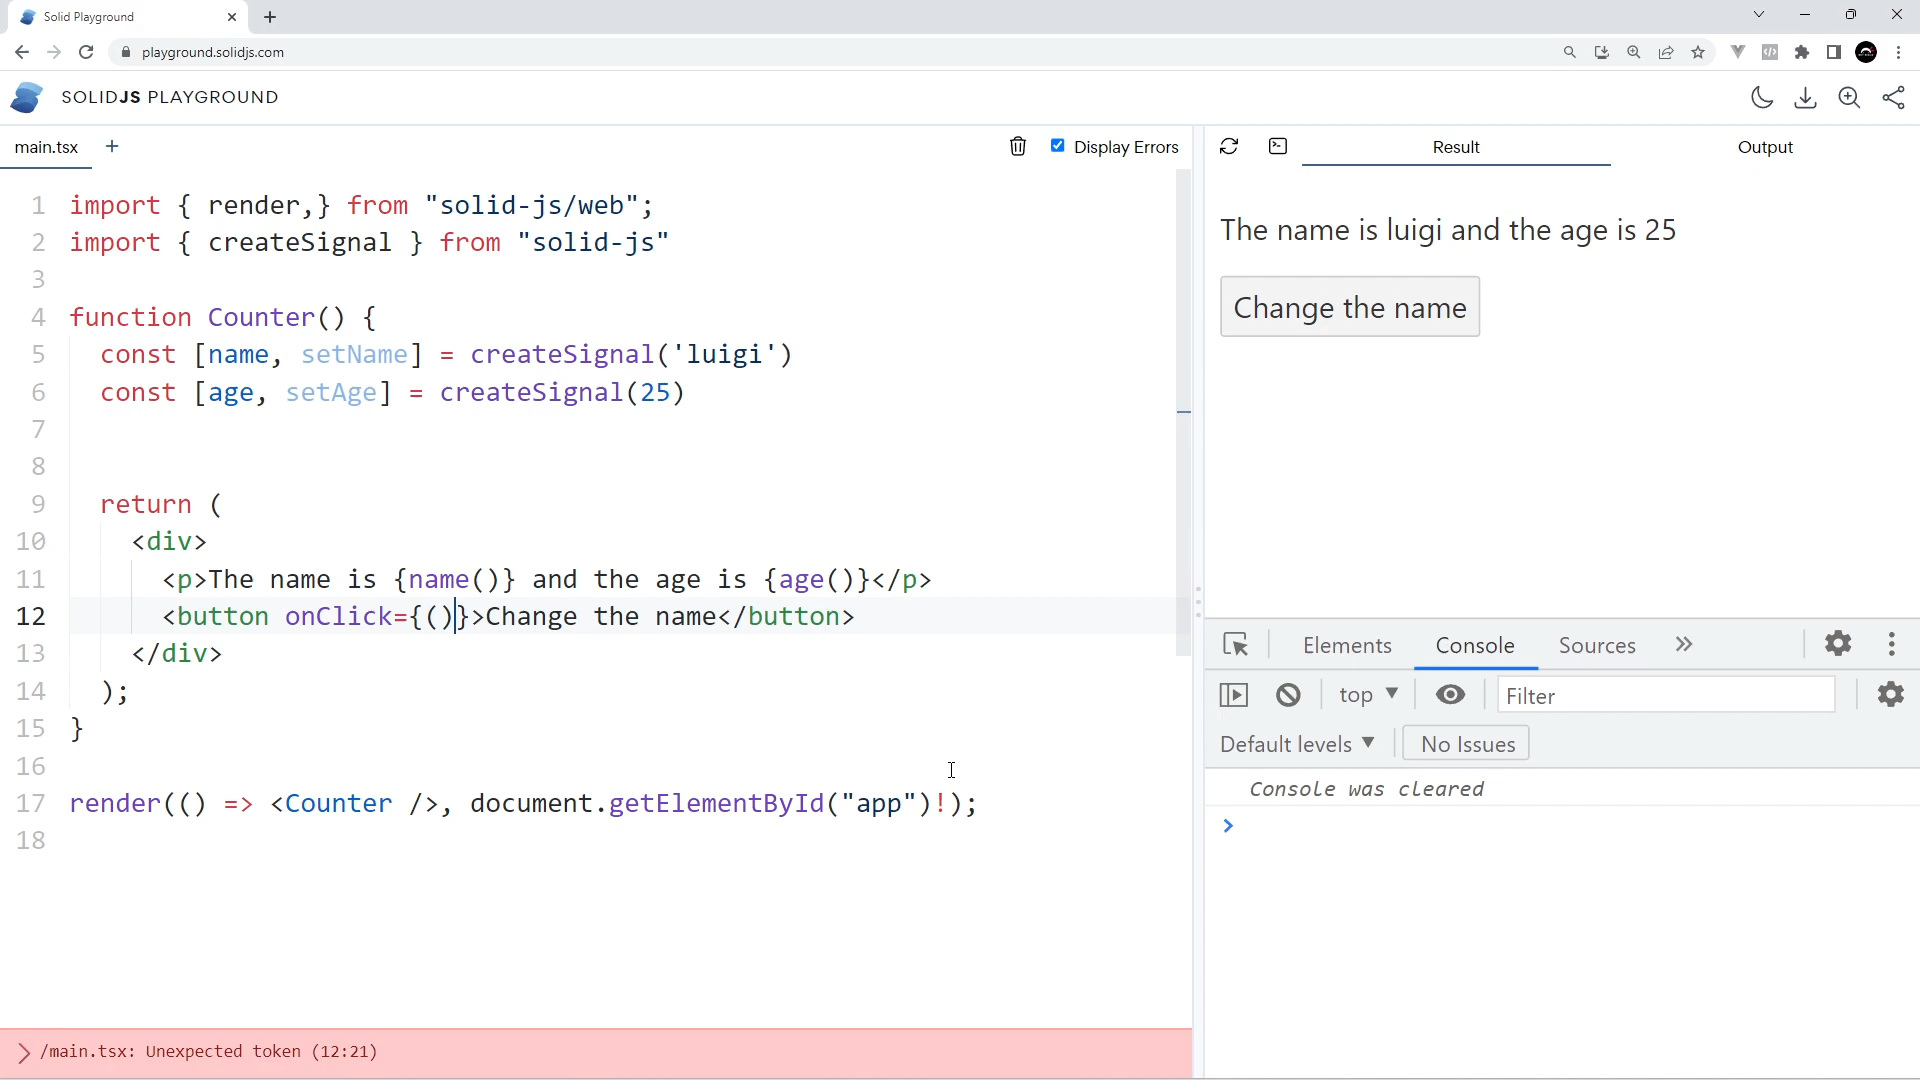 Solid Playground
playground.solidjs.com
SOLIDJS PLAYGROUND
main.tsx
Display Errors
Result
Output
1 import { render,} from "solid-js/web";
2 import { createSignal } from "solid-js"
3
4 function Counter() {
5 const [name, setName] = createSignal('luigi')
6 const [age, setAge] = createSignal(25)
7
8
9 return (
10 <div>
11 <p>The name is {name()} and the age is {age()}</p>
12 <button onClick={()}>Change the name</button>
13 </div>
14 );
15 }
16
17 render(() => <Counter />, document.getElementById("app")!);
18
/main.tsx: Unexpected token (12:21)
The name is luigi and the age is 25
Change the name
Elements
Console
Sources
top
Filter
Default levels
No Issues
Console was cleared